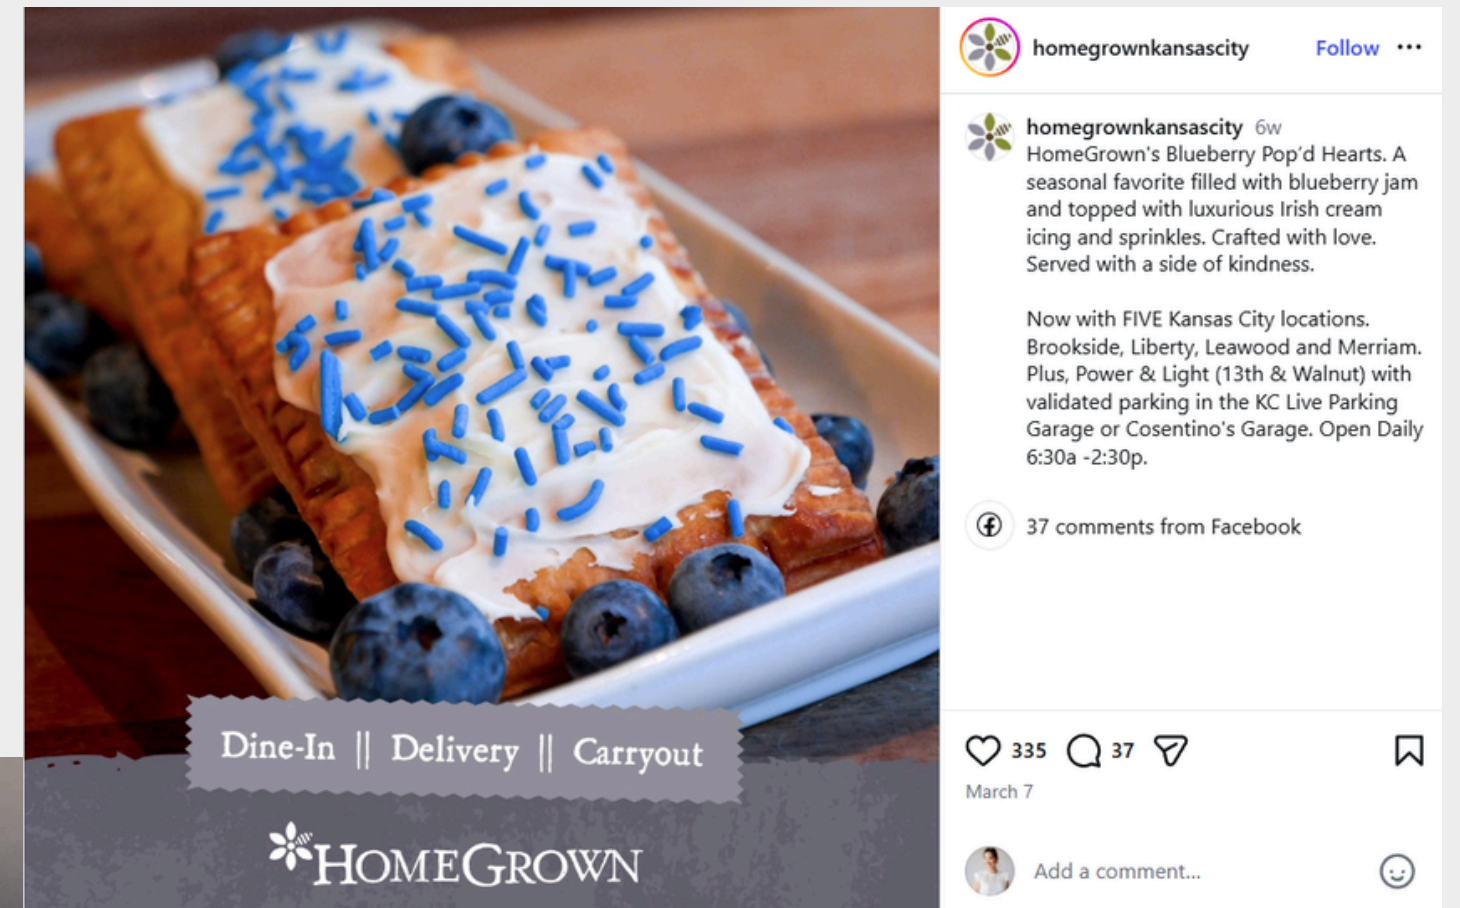 homegrownkansascity Follow
homegrownkansascity 6w
HomeGrown's Blueberry Pop'd Hearts. A
seasonal favorite filled with blueberry jam
and topped with luxurious Irish cream
icing and sprinkles. Crafted with love.
Served with a side of kindness.
Now with FIVE Kansas City locations.
Brookside, Liberty, Leawood and Merriam.
Plus, Power & Light (13th & Walnut) with
validated parking in the KC Live Parking
Garage or Cosentino's Garage. Open Daily
6:30a -2:30p.
37 comments from Facebook
335 37
March 7
Add a comment...
Dine-In || Delivery || Carryout
HOMEGROWN